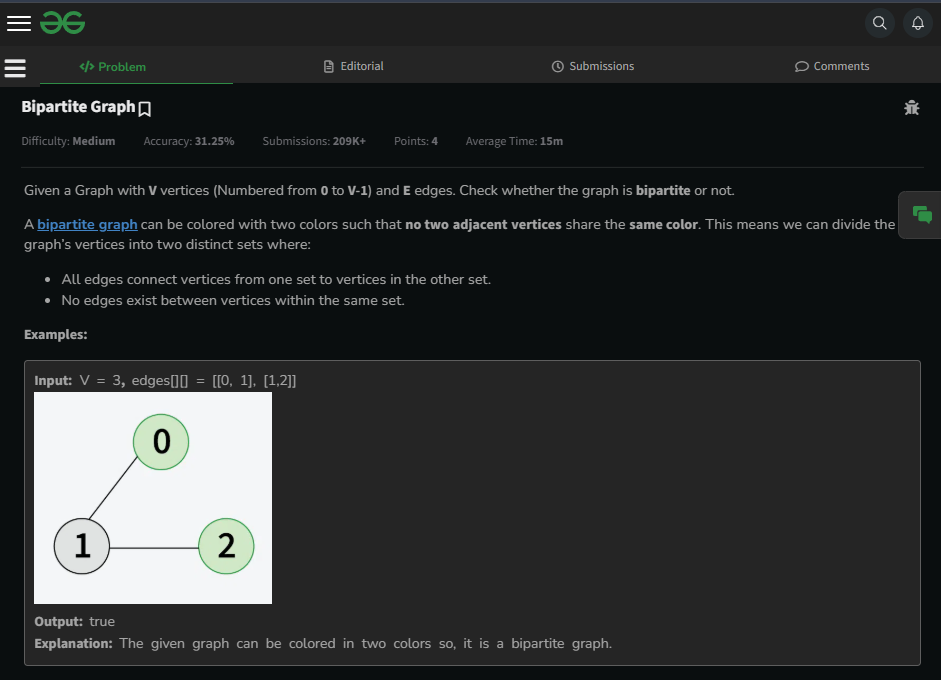 Problem
Editorial
Submissions
Comments
Bipartite Graph
Difficulty: Medium Accuracy: 31.25% Submissions: 209K+ Points: 4 Average Time: 15m
Given a Graph with V vertices (Numbered from 0 to V-1) and E edges. Check whether the graph is bipartite or not.
A bipartite graph can be colored with two colors such that no two adjacent vertices share the same color. This means we can divide the
graph's vertices into two distinct sets where:
• All edges connect vertices from one set to vertices in the other set.
• No edges exist between vertices within the same set.
Examples:
Input: V = 3, edges[][] = [[0, 1], [1,2]]
0
1 2
Output: true
Explanation: The given graph can be colored in two colors so, it is a bipartite graph.